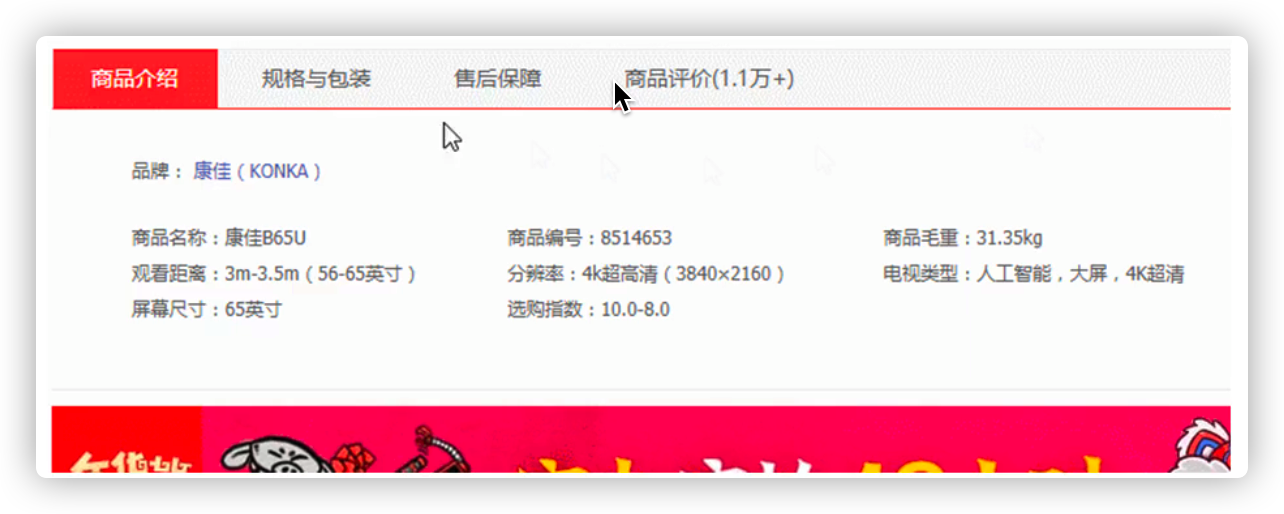 商品介绍 规格与包装 售后保障 商品评价(1.1万+)
品牌： 康佳（KONKA）
商品名称：康佳B65U 商品编号：8514653 商品毛重：31.35kg
观看距离：3m-3.5m（56-65英寸） 分辨率：4k超高清（3840×2160） 电视类型：人工智能，大屏，4K超清
屏幕尺寸：65英寸 选购指数：10.0-8.0